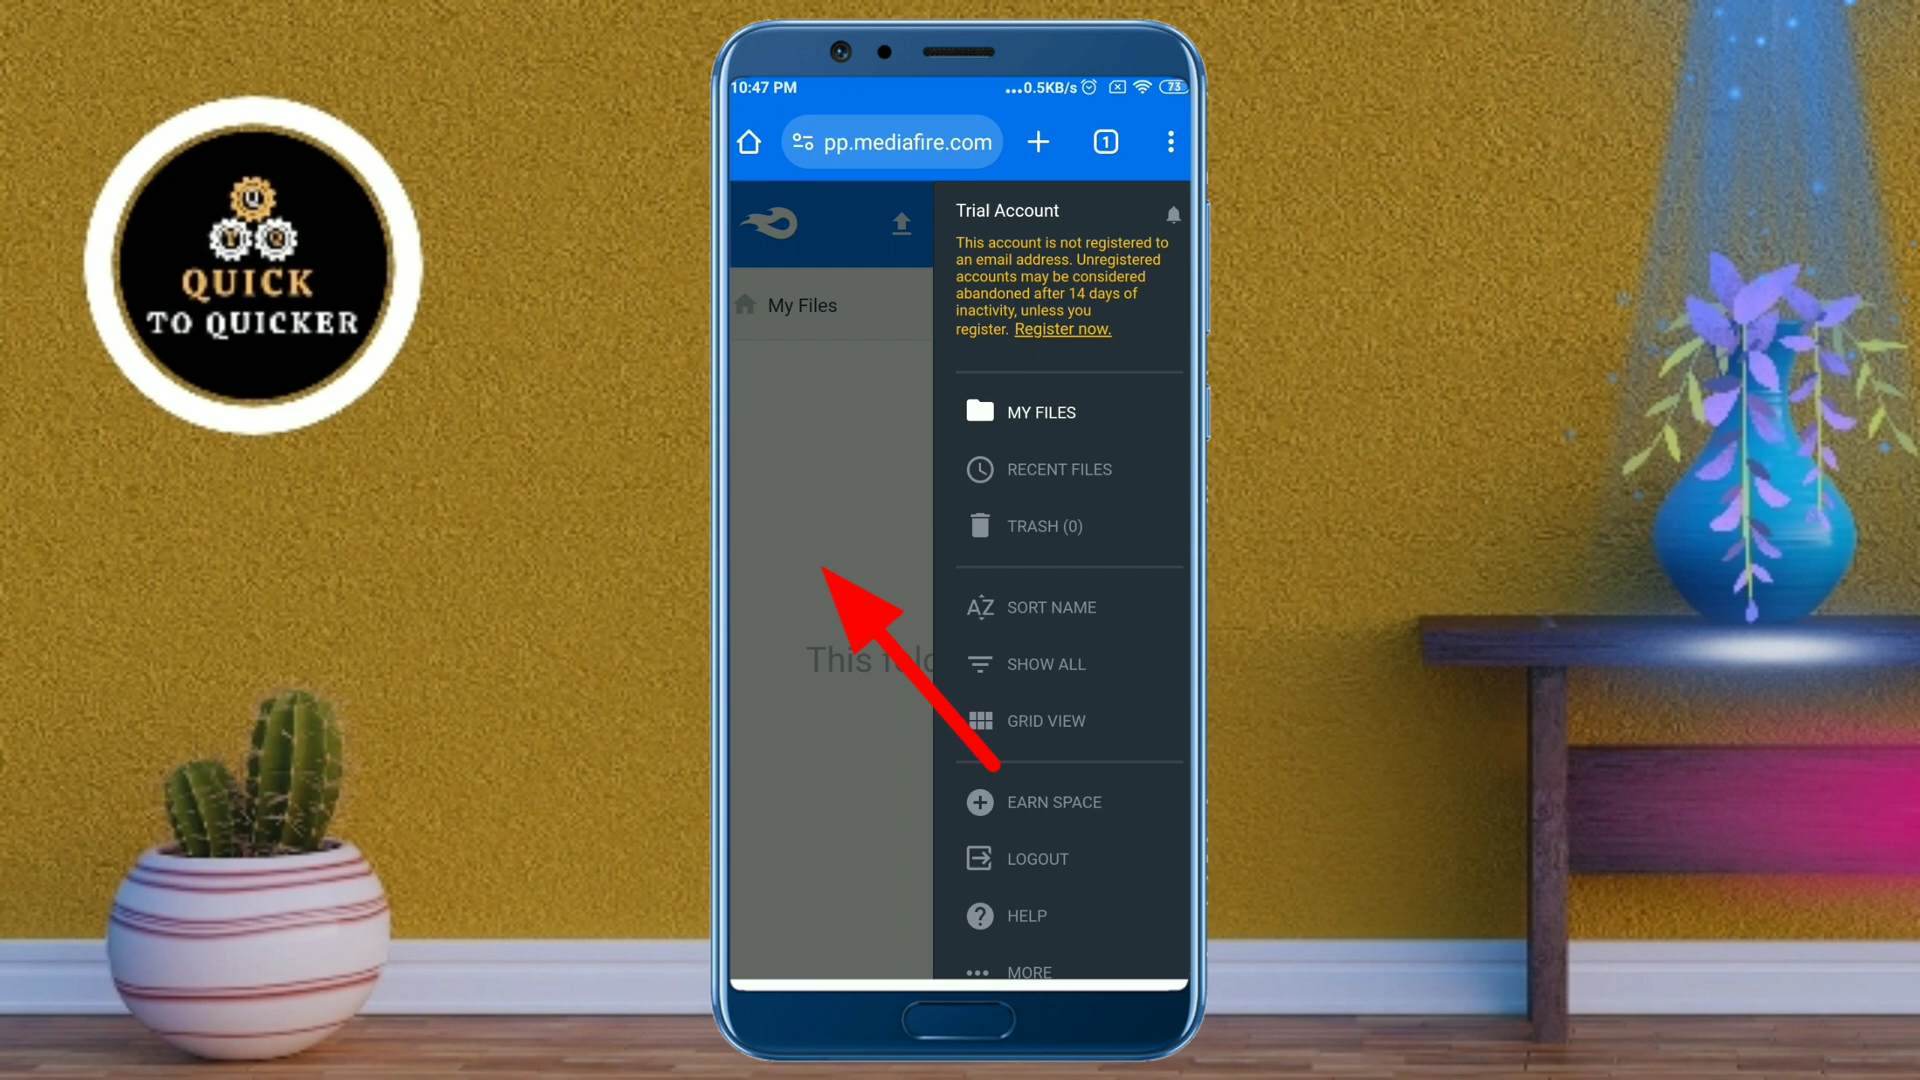 QUICK
TO QUICKER
10:47 PM
...0.5KB/s
73
pp.mediafire.com
1
Trial Account
This account is not registered to
an email address. Unregistered
accounts may be considered
abandoned after 14 days of
inactivity, unless you
register. Register now.
My Files
MY FILES
RECENT FILES
TRASH (0)
This fold
AZ SORT NAME
SHOW ALL
GRID VIEW
EARN SPACE
LOGOUT
HELP
MORE